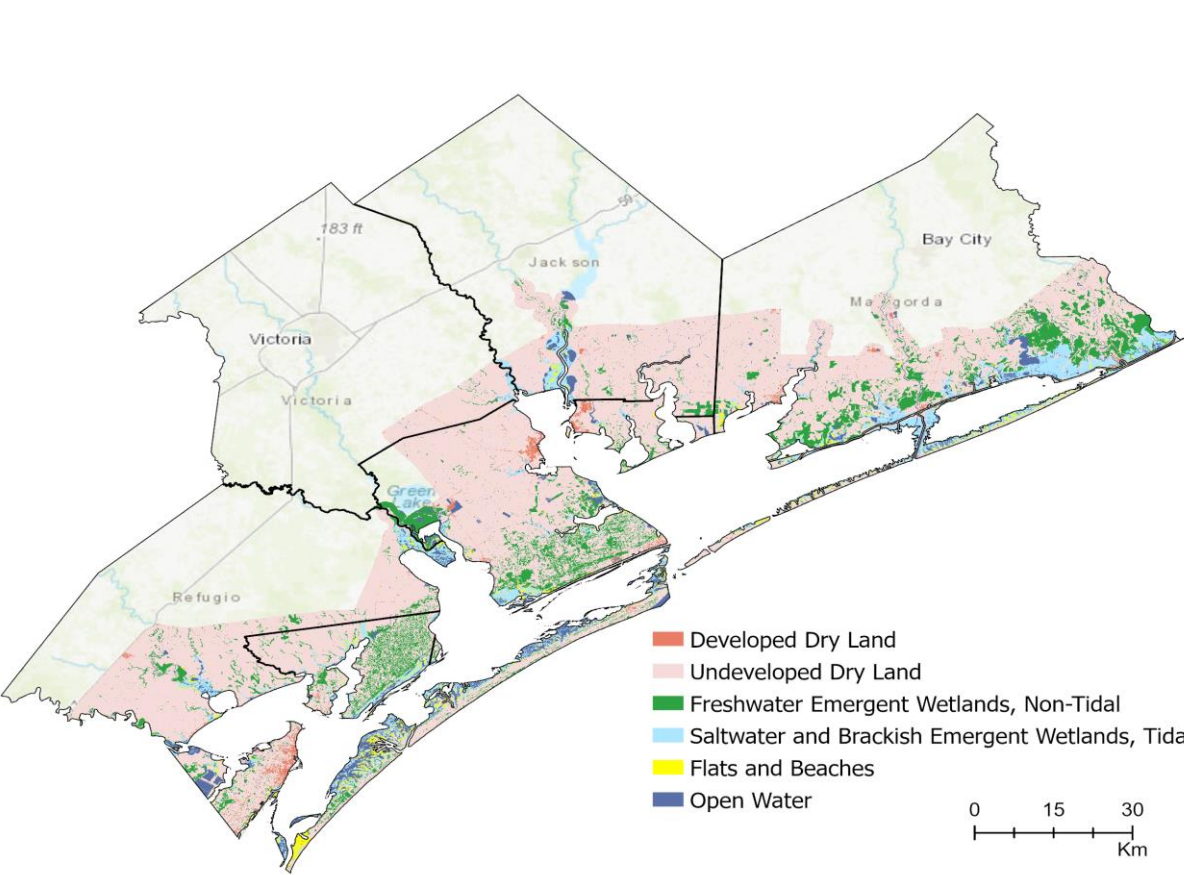 183 ft
59
Jackson
Bay City
Matagorda
Victoria
Victoria
Green
Lake
Refugio
Developed Dry Land
Undeveloped Dry Land
Freshwater Emergent Wetlands, Non-Tidal
Saltwater and Brackish Emergent Wetlands, Tida
Flats and Beaches
Open Water
0 15 30
Km